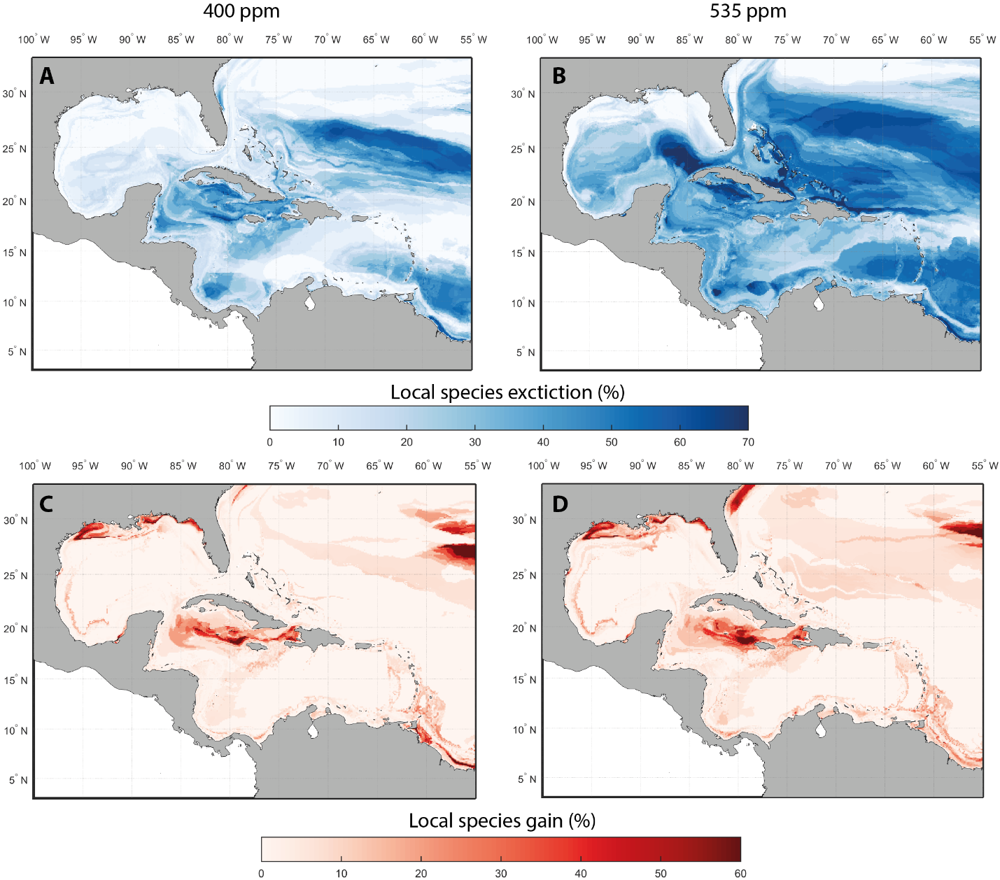 400 ppm 535 ppm
100° W 95° W 90° W 85° W 80° W 75° W 70° W 65° W 60° W 55° W 100° W 95° W 90° W 85° W 80° W 75° W 70° W 65° W 60° W 55° W
A B
30° N 30° N
25° N 25° N
20° N 20° N
15° N 15° N
10° N 10° N
5° N 5° N
Local species exctiction (%)
0 10 20 30 40 50 60 70
100° W 95° W 90° W 85° W 80° W 75° W 70° W 65° W 60° W 55° W 100° W 95° W 90° W 85° W 80° W 75° W 70° W 65° W 60° W 55° W
C D
30° N 30° N
25° N 25° N
20° N 20° N
15° N 15° N
10° N 10° N
5° N 5° N
Local species gain (%)
0 10 20 30 40 50 60